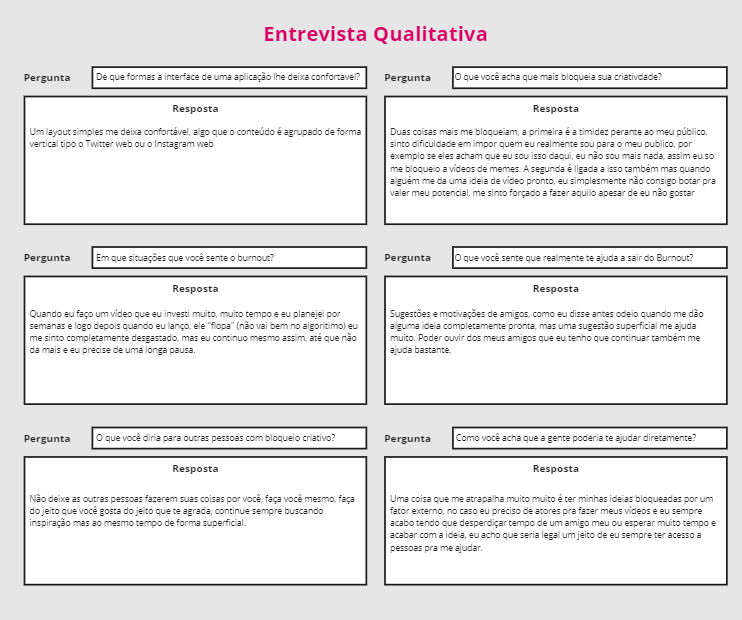 Entrevista Qualitativa
Pergunta
De que formas a interface de uma aplicação lhe deixa confortavel?
Resposta
Um layout simples me deixa confortável, algo que o conteúdo é agrupado de forma
vertical tipo o Twitter web ou o Instagram web
Pergunta
O que você acha que mais bloqueia sua criativdade?
Resposta
Duas coisas mais me bloqueiam, a primeira é a timidez perante ao meu público,
sinto dificuldade em impor quem eu realmente sou para o meu publico, por
exemplo se eles acham que eu sou isso daqui, eu não sou mais nada, assim eu so
me bloqueio a vídeos de memes. A segunda é ligada a isso também mas quando
alguém me da uma ideia de vídeo pronto, eu simplesmente não consigo botar pra
valer meu potencial, me sinto forçado a fazer aquilo apesar de eu não gostar
Pergunta
Em que situações que você sente o burnout?
Resposta
Quando eu faço um vídeo que eu investi muito, muito tempo e eu planejei por
semanas e logo depois quando eu lanço, ele "flopa" (não vai bem no algoritimo) eu
me sinto completamente desgastado, mas eu continuo mesmo assim, até que não
da mais e eu precise de uma longa pausa.
Pergunta
O que você sente que realmente te ajuda a sair do Burnout?
Resposta
Sugestões e motivações de amigos, como eu disse antes odeio quando me dão
alguma ideia completamente pronta, mas uma sugestão superficial me ajuda
muito. Poder ouvir dos meus amigos que eu tenho que continuar também me
ajuda bastante.
Pergunta
O que você diria para outras pessoas com bloqueio criativo?
Resposta
Não deixe as outras pessoas fazerem suas coisas por você, faça você mesmo, faça
do jeito que você gosta do jeito que te agrada, continue sempre buscando
inspiração mas ao mesmo tempo de forma superficial.
Pergunta
Como você acha que a gente poderia te ajudar diretamente?
Resposta
Uma coisa que me atrapalha muito muito é ter minhas ideias bloqueadas por um
fator externo, no caso eu preciso de atores pra fazer meus vídeos e eu sempre
acabo tendo que desperdiçar tempo de um amigo meu ou esperar muito tempo e
acabar com a ideia, eu acho que seria legal um jeito de eu sempre ter acesso a
pessoas pra me ajudar.